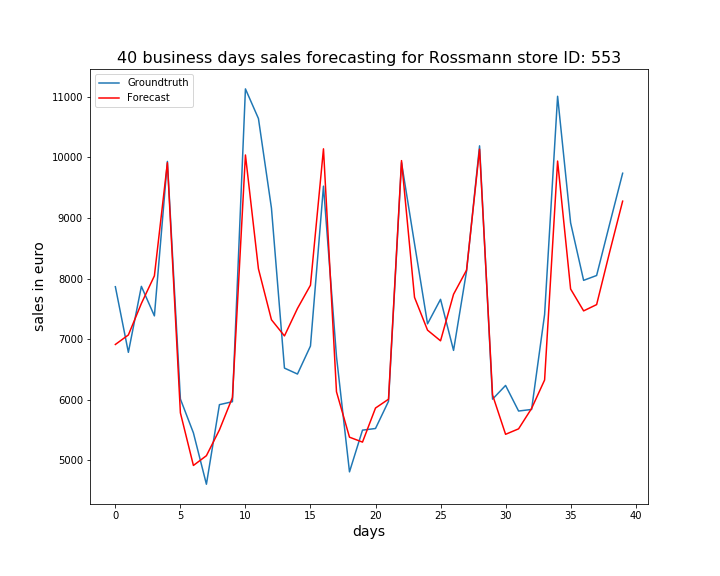 40 business days sales forecasting for Rossmann store ID: 553
Groundtruth
Forecast
11000
10000
9000
8000
7000
6000
5000
sales in euro
0 5 10 15 20 25 30 35 40
days